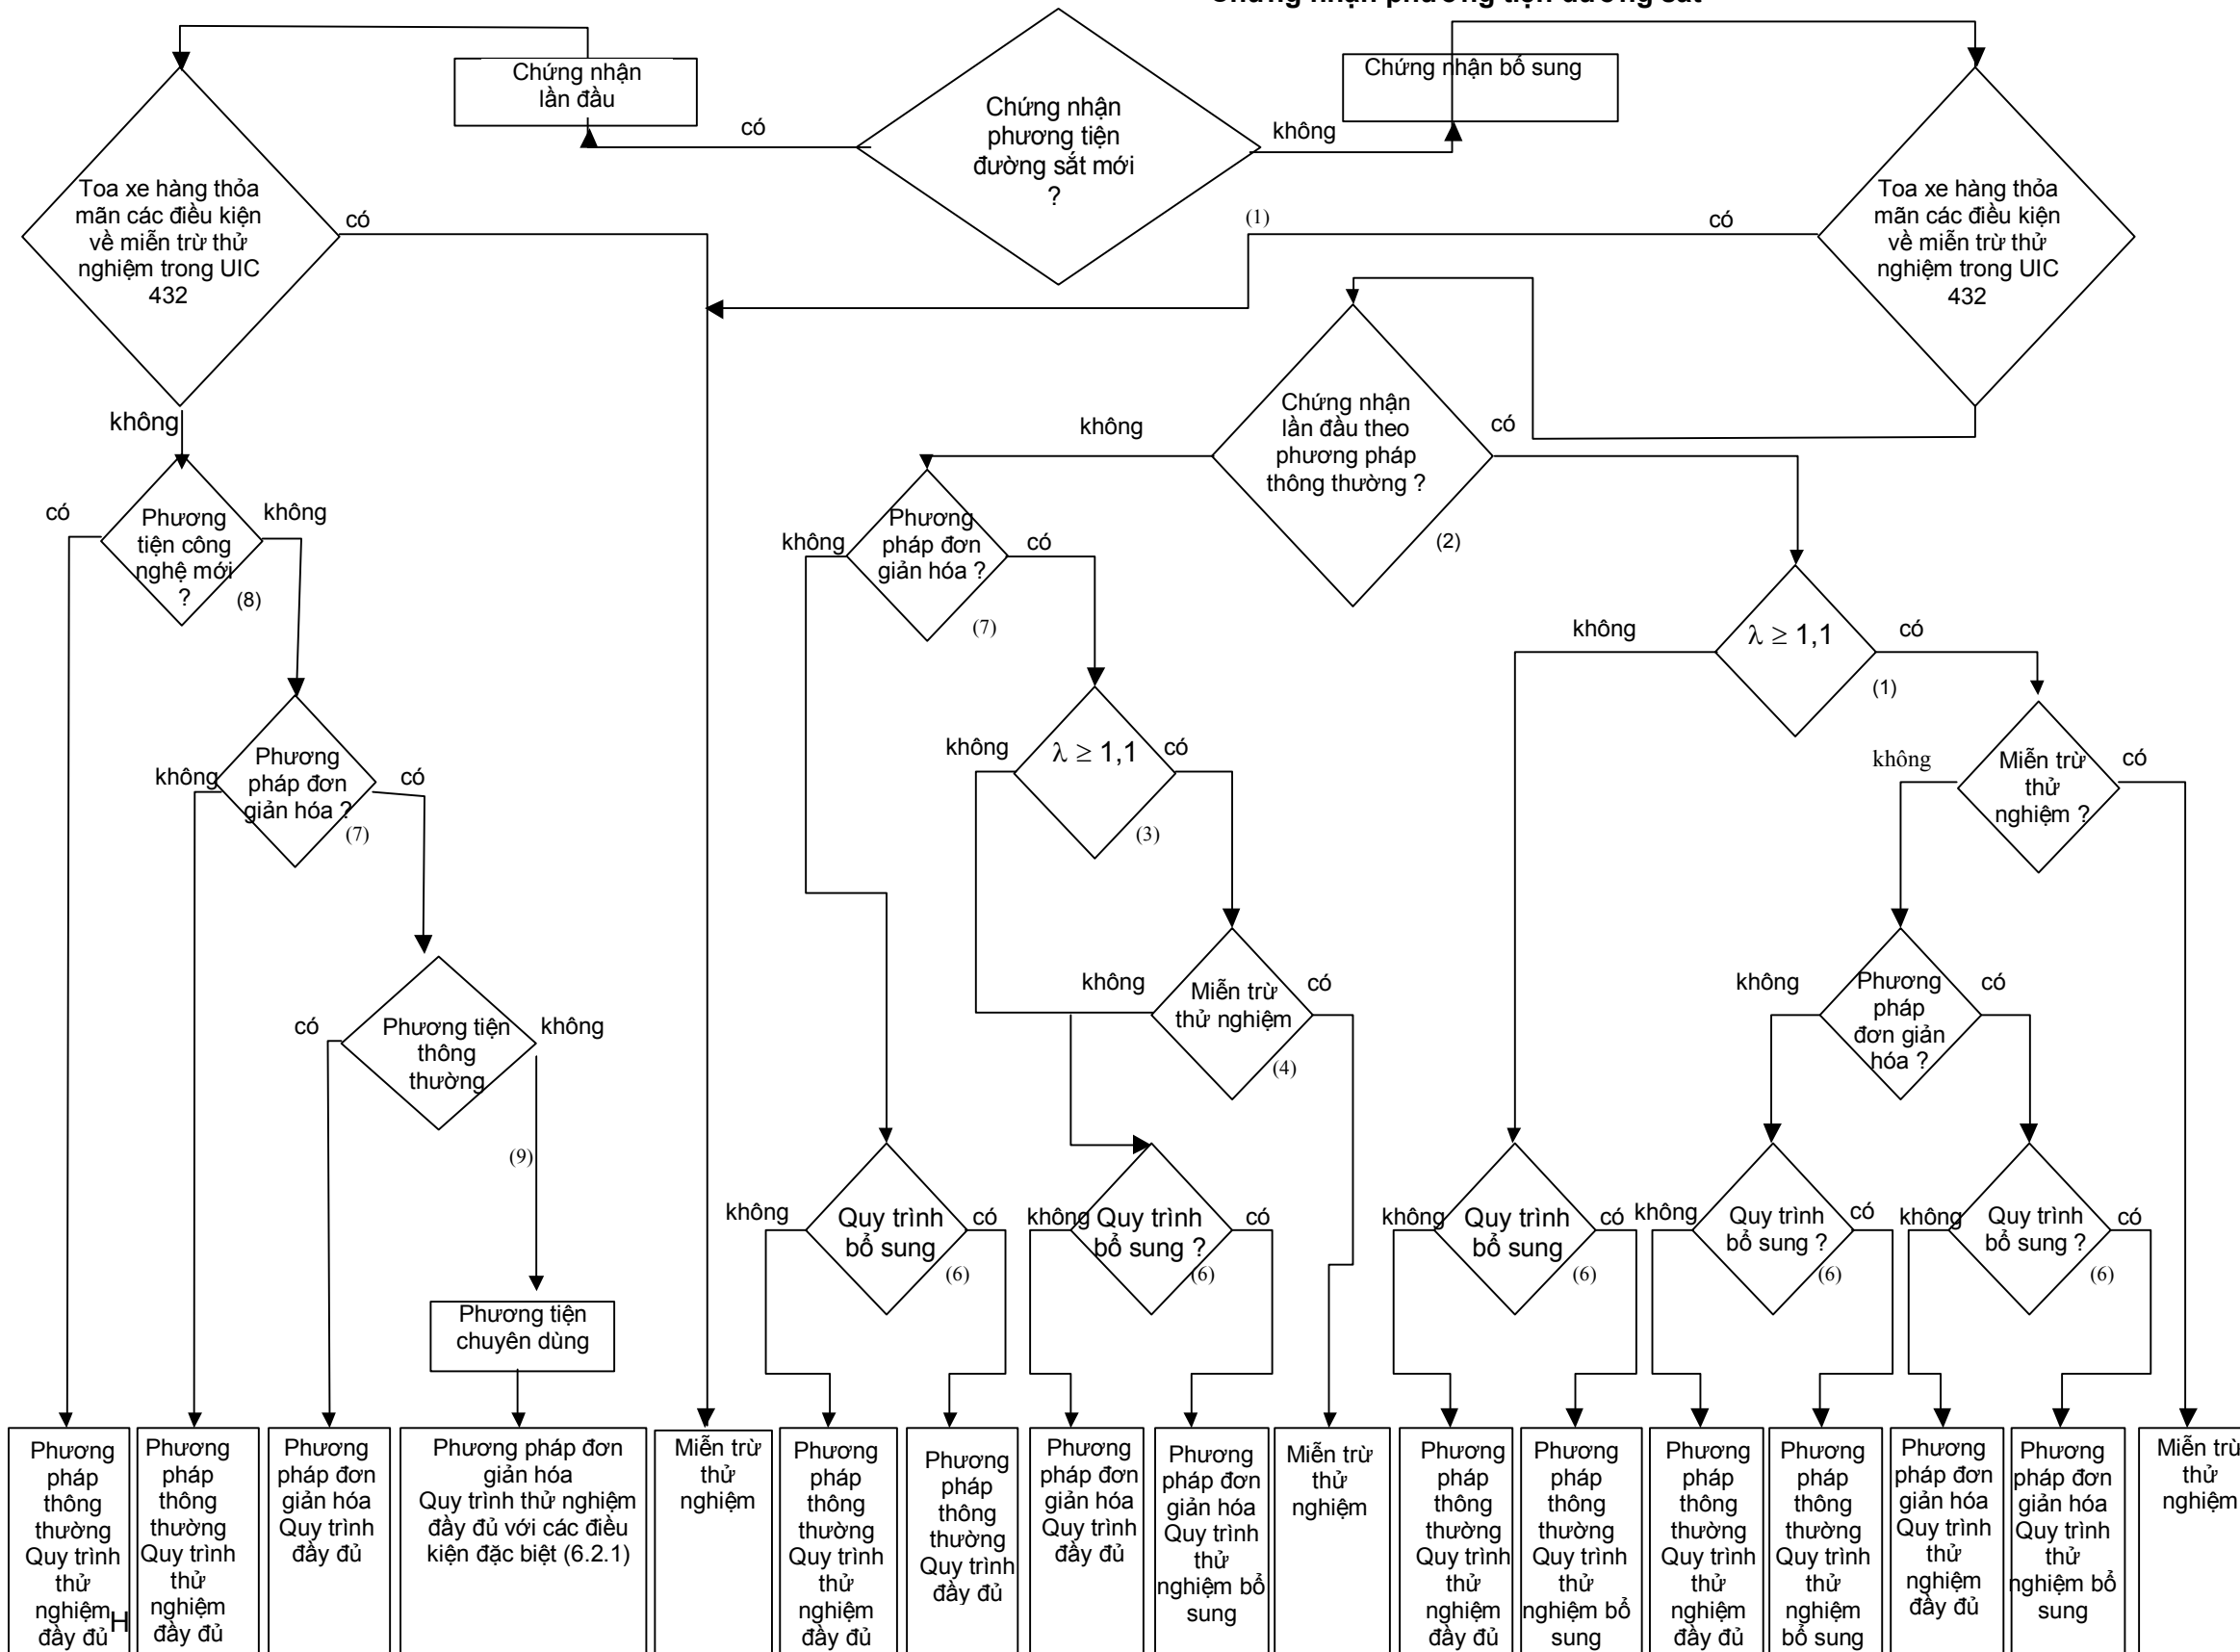 Chứng nhận phương tiện đường sắt
Chứng nhận
lần đầu
Chứng nhận
phương tiện
đường sắt mới
?
Chứng nhận bổ sung
có
không
Toa xe hàng thỏa
mãn các điều kiện
về miễn trừ thử
nghiệm trong UIC
432
có
(1)
có
Toa xe hàng thỏa
mãn các điều kiện
về miễn trừ thử
nghiệm trong UIC
432
không
không
Chứng nhận
lần đầu theo
phương pháp
thông thường ?
có
(2)
có
Phương
tiện công
nghệ mới
?
không
(8)
không
Phương
pháp đơn
giản hóa ?
có
(7)
không
λ ≥ 1,1
có
(1)
không
Phương
pháp đơn
giản hóa ?
có
(7)
không
λ ≥ 1,1
có
(3)
không
Miễn trừ
thử
nghiệm ?
có
có
Phương tiện
thông
thường
không
(9)
không
Miễn trừ
thử nghiệm
có
(4)
không
Phương
pháp
đơn giản
hóa ?
có
không
Quy trình
bổ sung
có
(6)
không
Quy trình
bổ sung ?
có
(6)
không
Quy trình
bổ sung
có
(6)
không
Quy trình
bổ sung ?
có
(6)
không
Quy trình
bổ sung ?
có
(6)
Phương tiện
chuyên dùng
Phương
pháp
thông
thường
Quy trình
thử
nghiệm
đầy đủ
H
Phương
pháp
thông
thường
Quy trình
thử
nghiệm
đầy đủ
Phương
pháp đơn
giản hóa
Quy trình
đầy đủ
Phương pháp đơn
giản hóa
Quy trình thử nghiệm
đầy đủ với các điều
kiện đặc biệt (6.2.1)
Miễn trừ
thử
nghiệm
Phương
pháp
thông
thường
Quy trình
thử
nghiệm
đầy đủ
Phương
pháp
thông
thường
Quy trình
đầy đủ
Phương
pháp đơn
giản hóa
Quy trình
đầy đủ
Phương
pháp đơn
giản hóa
Quy trình
thử
nghiệm bổ
sung
Miễn trừ
thử
nghiệm
Phương
pháp
thông
thường
Quy trình
thử
nghiệm
đầy đủ
Phương
pháp
thông
thường
Quy trình
thử
nghiệm bổ
sung
Phương
pháp
thông
thường
Quy trình
thử
nghiệm
đầy đủ
Phương
pháp
thông
thường
Quy trình
thử
nghiệm
bổ sung
Phương
pháp đơn
giản hóa
Quy trình
thử
nghiệm
đầy đủ
Phương
pháp đơn
giản hóa
Quy trình
thử
nghiệm bổ
sung
Miễn trừ
thử
nghiệm